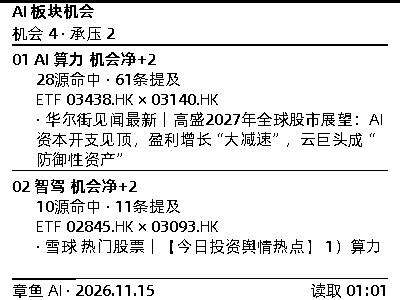 AI 板块机会
机会 4 · 承压 2
01 AI 算力 机会净+2
28源命中 · 61条提及
ETF 03438.HK × 03140.HK
· 华尔街见闻最新｜高盛2027年全球股市展望：AI
资本开支见顶，盈利增长“大减速”，云巨头成“
防御性资产”
02 智驾 机会净+2
10源命中 · 11条提及
ETF 02845.HK × 03093.HK
· 雪球 热门股票｜【今日投资舆情热点】 1）算力
章鱼 AI · 2026.11.15
读取 01:01